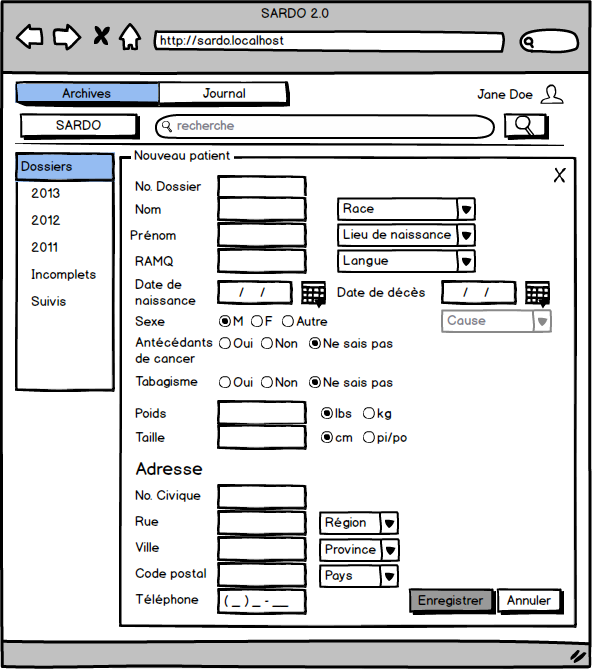 SARDO 2.0
http://sardo.localhost
Archives Journal Jane Doe
SARDO recherche
Dossiers
2013
2012
2011
Incomplets
Suivis
Nouveau patient
X
No. Dossier
Nom Race
Prénom Lieu de naissance
RAMQ Langue
Date de naissance / / Date de décès / /
Sexe M F Autre Cause
Antécédants de cancer Oui Non Ne sais pas
Tabagisme Oui Non Ne sais pas
Poids lbs kg
Taille cm pi/po
Adresse
No. Civique
Rue Région
Ville Province
Code postal Pays
Téléphone (_)_-__ Enregistrer Annuler